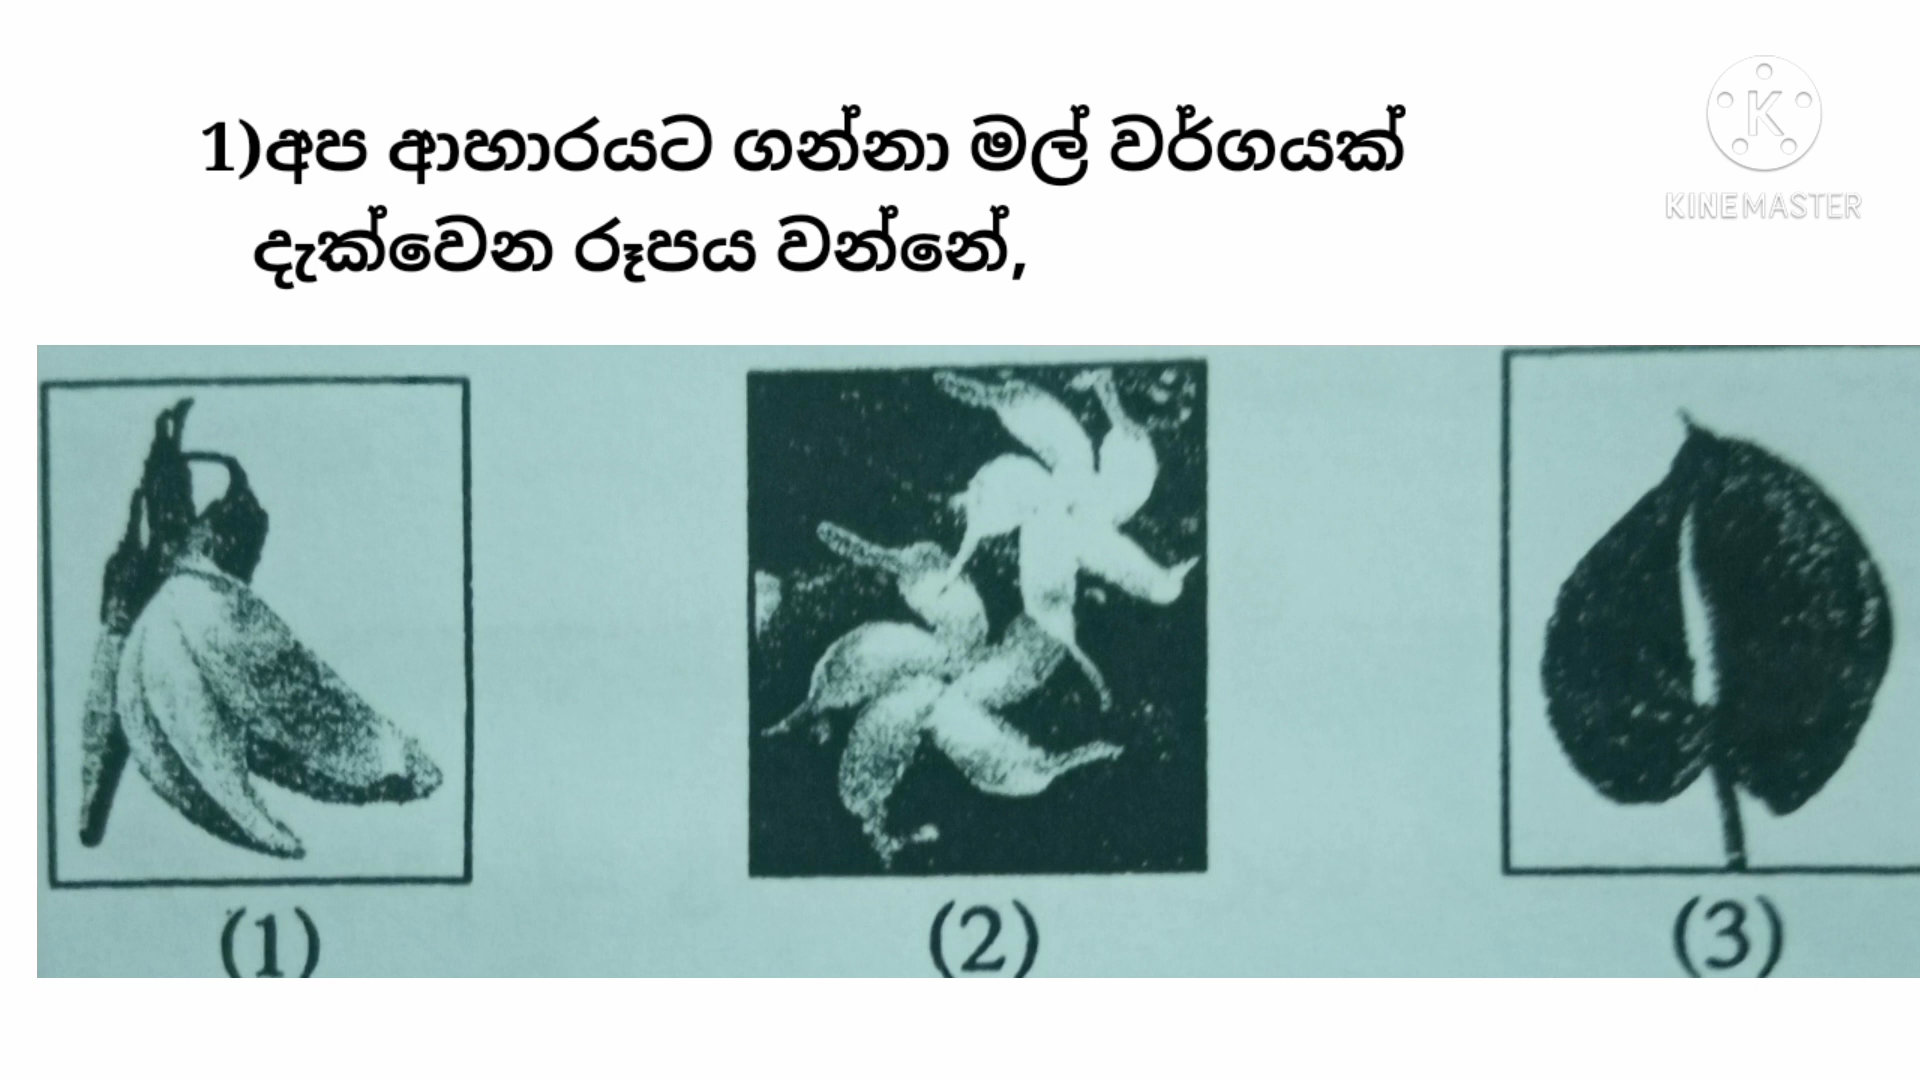 1)අප ආහාරයට ගන්නා මල් වර්ගයක්
දැක්වෙන රූපය වන්නේ,
K
KINEMASTER
(1) (2) (3)